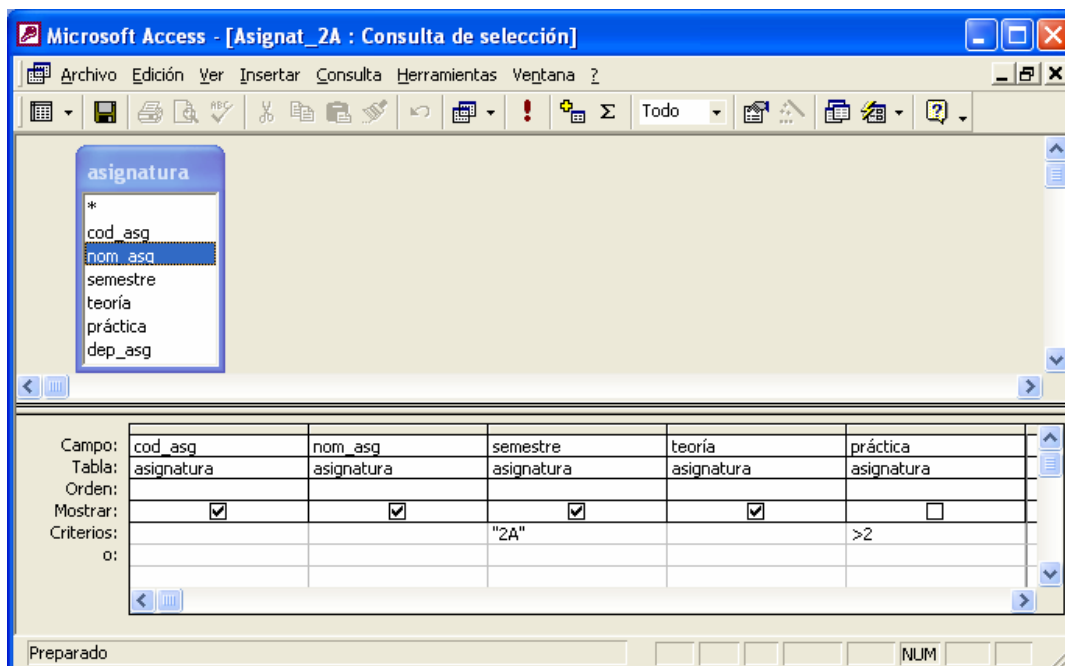 Microsoft Access - [Asignat_2A : Consulta de selección]
Archivo Edición Ver Insertar Consulta Herramientas Ventana ?
ABC Σ Todo
asignatura
*
cod_asg
nom_asg
semestre
teoría
práctica
dep_asg
Campo: cod_asg nom_asg semestre teoría práctica
Tabla: asignatura asignatura asignatura asignatura asignatura
Orden:
Mostrar:
Criterios: "2A" >2
o:
Preparado NUM